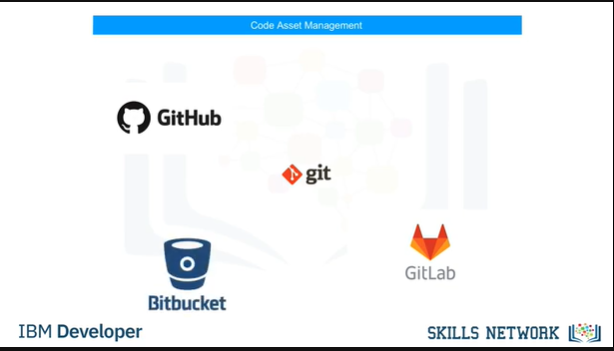 Code Asset Management
GitHub
git
GitLab
Bitbucket
IBM Developer
SKILLS NETWORK